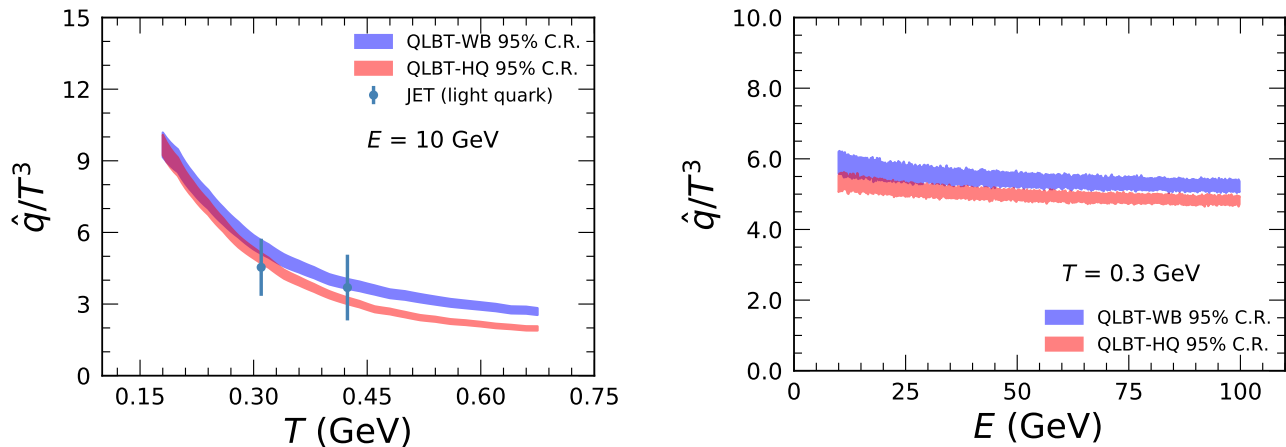 15
12
9
6
3
0
q̂/T³
QLBT-WB 95% C.R.
QLBT-HQ 95% C.R.
JET (light quark)
E = 10 GeV
0.15 0.30 0.45 0.60 0.75
T (GeV)
10.0
8.0
6.0
4.0
2.0
0.0
q̂/T³
T = 0.3 GeV
QLBT-WB 95% C.R.
QLBT-HQ 95% C.R.
0 25 50 75 100
E (GeV)